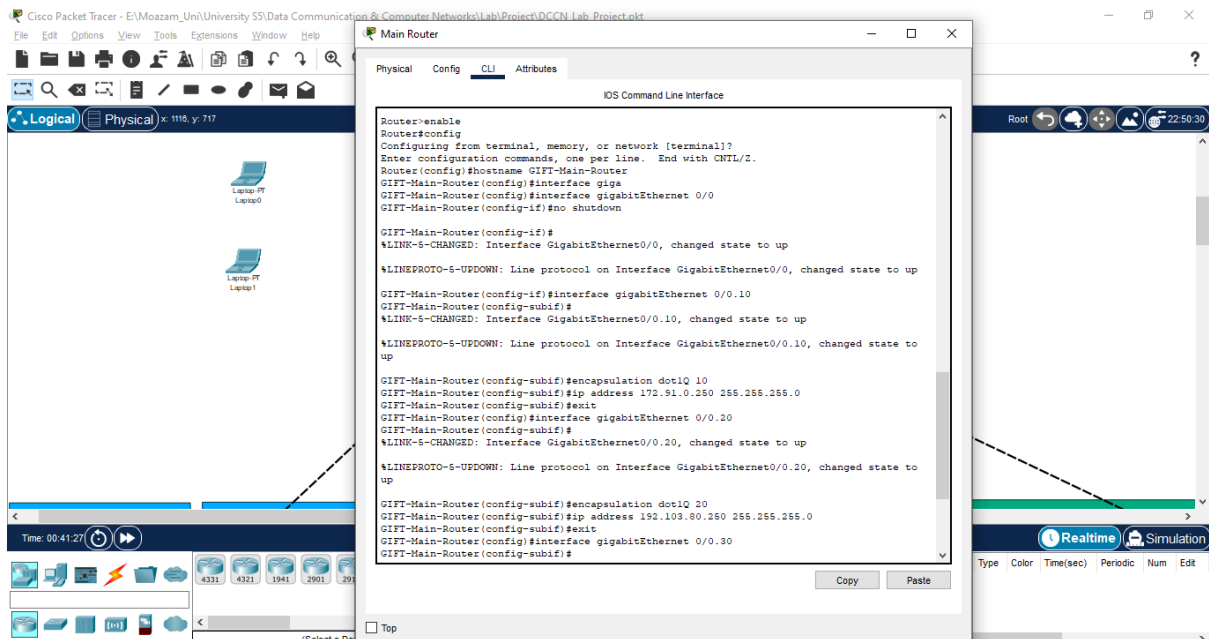 Cisco Packet Tracer - E:\Moazam_Uni\University S5\Data Communication & Computer Networks\Lab\Project\DCCN_Lab_Project.pkt
File Edit Options View Tools Extensions Window Help
Logical Physical x: 1116, y: 717
Root 22:50:30
Laptop-PT
Laptop0
Laptop-PT
Laptop1
Main Router
Physical Config CLI Attributes
IOS Command Line Interface
Router>enable
Router#config
Configuring from terminal, memory, or network [terminal]?
Enter configuration commands, one per line. End with CNTL/Z.
Router(config)#hostname GIFT-Main-Router
GIFT-Main-Router(config)#interface giga
GIFT-Main-Router(config)#interface gigabitEthernet 0/0
GIFT-Main-Router(config-if)#no shutdown
GIFT-Main-Router(config-if)#
%LINK-5-CHANGED: Interface GigabitEthernet0/0, changed state to up
%LINEPROTO-5-UPDOWN: Line protocol on Interface GigabitEthernet0/0, changed state to up
GIFT-Main-Router(config-if)#interface gigabitEthernet 0/0.10
GIFT-Main-Router(config-subif)#
%LINK-5-CHANGED: Interface GigabitEthernet0/0.10, changed state to up
%LINEPROTO-5-UPDOWN: Line protocol on Interface GigabitEthernet0/0.10, changed state to
up
GIFT-Main-Router(config-subif)#encapsulation dot1Q 10
GIFT-Main-Router(config-subif)#ip address 172.91.0.250 255.255.255.0
GIFT-Main-Router(config-subif)#exit
GIFT-Main-Router(config)#interface gigabitEthernet 0/0.20
GIFT-Main-Router(config-subif)#
%LINK-5-CHANGED: Interface GigabitEthernet0/0.20, changed state to up
%LINEPROTO-5-UPDOWN: Line protocol on Interface GigabitEthernet0/0.20, changed state to
up
GIFT-Main-Router(config-subif)#encapsulation dot1Q 20
GIFT-Main-Router(config-subif)#ip address 192.103.80.250 255.255.255.0
GIFT-Main-Router(config-subif)#exit
GIFT-Main-Router(config)#interface gigabitEthernet 0/0.30
GIFT-Main-Router(config-subif)#
Copy Paste
Top
Time: 00:41:27
Realtime Simulation
4331 4321 1941 2901
Type Color Time(sec) Periodic Num Edit